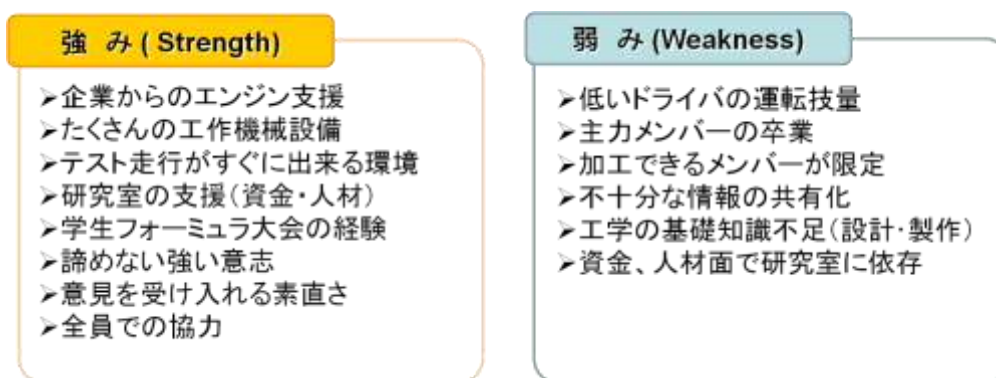 強 み ( Strength)
➢企業からのエンジン支援
➢たくさんの工作機械設備
➢テスト走行がすぐに出来る環境
➢研究室の支援(資金・人材)
➢学生フォーミュラ大会の経験
➢諦めない強い意志
➢意見を受け入れる素直さ
➢全員での協力
弱 み (Weakness)
➢低いドライバの運転技量
➢主力メンバーの卒業
➢加工できるメンバーが限定
➢不十分な情報の共有化
➢工学の基礎知識不足(設計・製作)
➢資金、人材面で研究室に依存